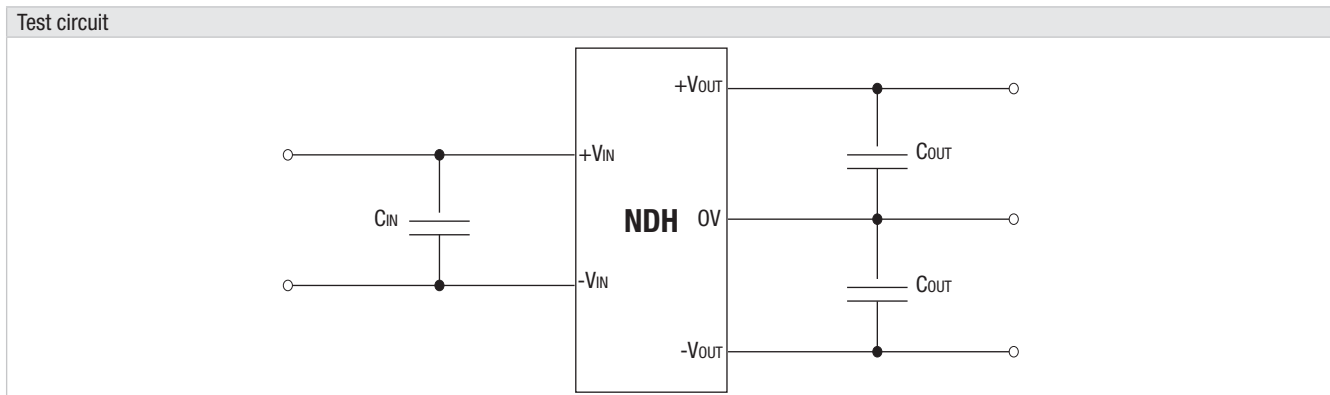 Test circuit
+VOUT
+VIN
COUT
CIN
NDH
0V
-VIN
COUT
-VOUT